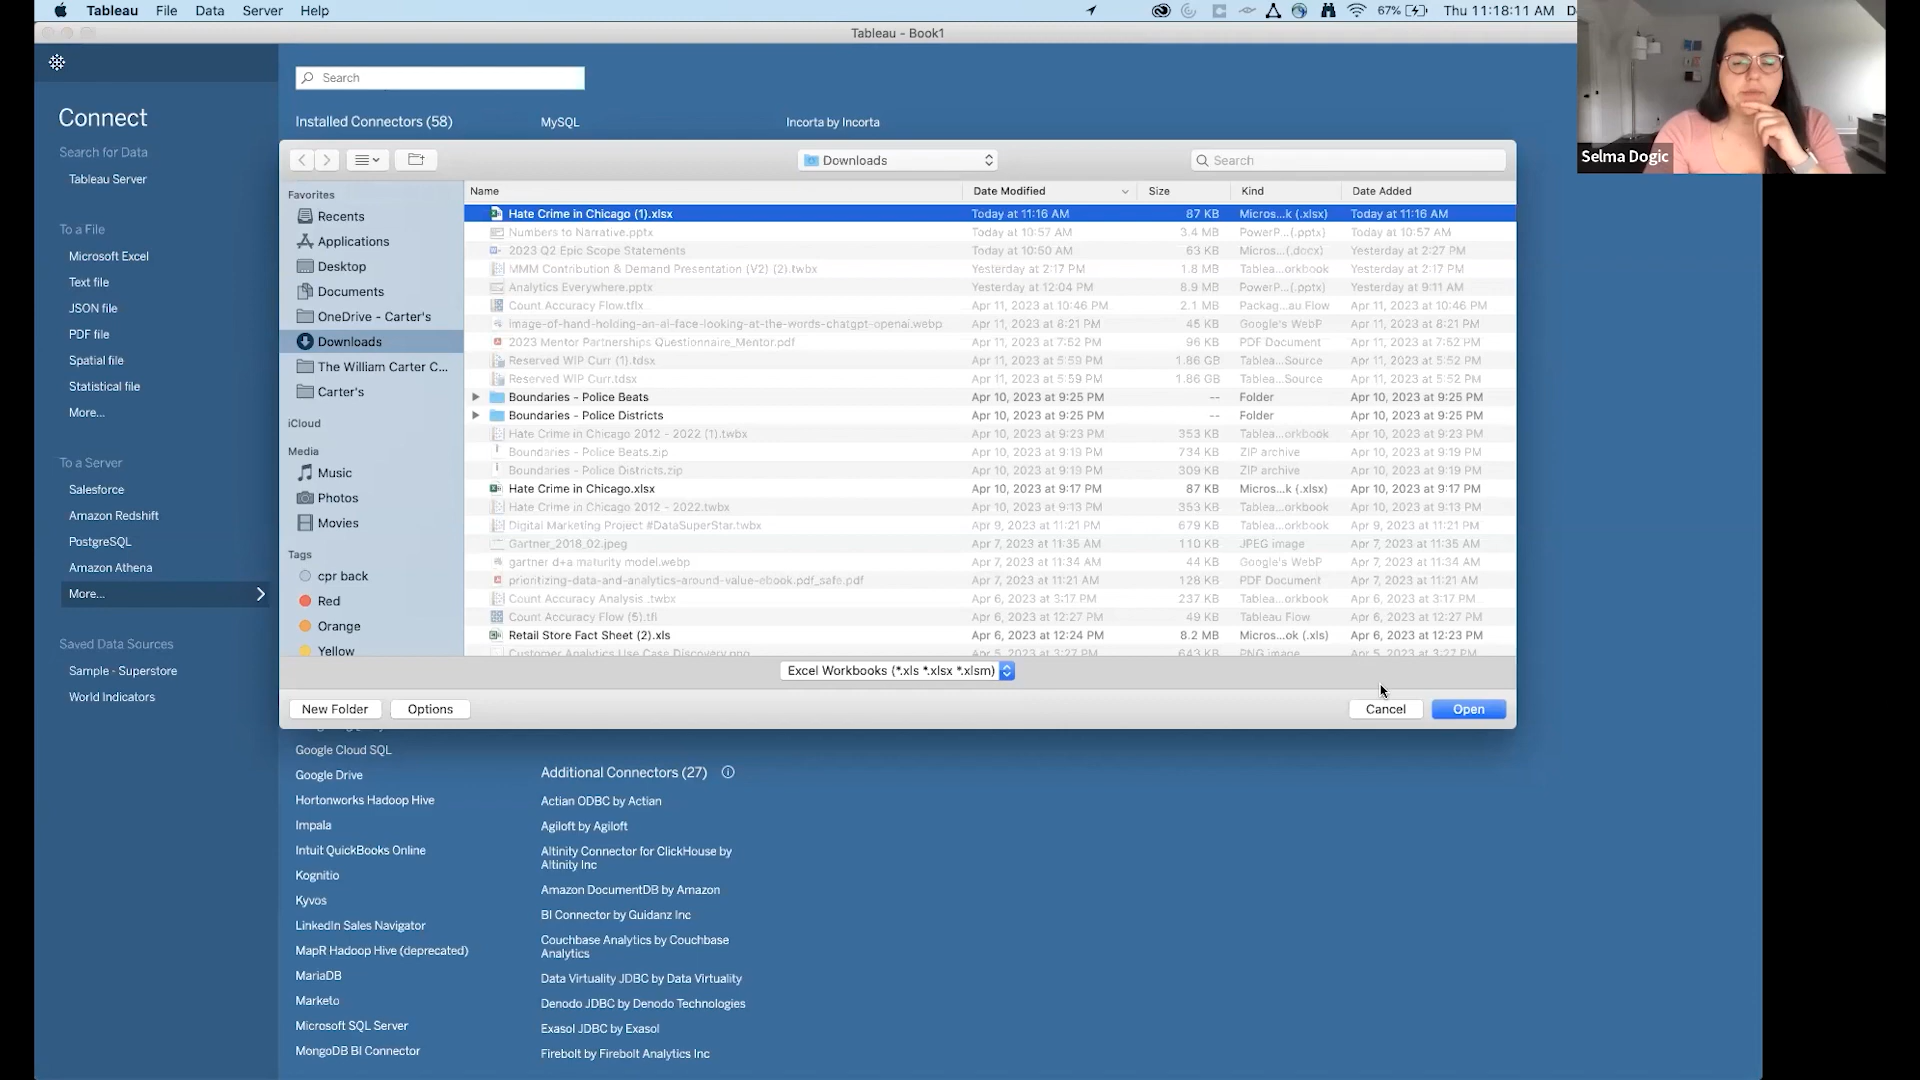 Tableau File Data Server Help
67% Thu 11:18:11 AM
Tableau - Book1
Selma Dogic
Connect
Search for Data
Tableau Server
To a File
Microsoft Excel
Text file
JSON file
PDF file
Spatial file
Statistical file
More...
To a Server
Salesforce
Amazon Redshift
PostgreSQL
Amazon Athena
More...
Saved Data Sources
Sample - Superstore
World Indicators
Search
Installed Connectors (58) MySQL Incorta by Incorta
Downloads Search
Favorites
Recents
Applications
Desktop
Documents
OneDrive - Carter's
Downloads
The William Carter C...
Carter's
iCloud
Media
Music
Photos
Movies
Tags
cpr back
Red
Orange
Yellow
Name Date Modified Size Kind Date Added
Hate Crime in Chicago (1).xlsx Today at 11:16 AM 87 KB Micros...k (.xlsx) Today at 11:16 AM
Numbers to Narrative.pptx Today at 10:57 AM 3.4 MB PowerP...(.pptx) Today at 10:57 AM
2023 Q2 Epic Scope Statements Today at 10:50 AM 63 KB Micros...(.docx) Yesterday at 2:27 PM
MMM Contribution & Demand Presentation (V2) (2).twbx Yesterday at 2:17 PM 1.8 MB Tablea...orkbook Yesterday at 2:17 PM
Analytics Everywhere.pptx Yesterday at 12:04 PM 8.9 MB PowerP...(.pptx) Yesterday at 9:11 AM
Count Accuracy Flow.tflx Apr 11, 2023 at 10:46 PM 2.1 MB Packag...au Flow Apr 11, 2023 at 10:46 PM
image-of-hand-holding-an-ai-face-looking-at-the-words-chatgpt-openai.webp Apr 11, 2023 at 8:21 PM 45 KB Google's WebP Apr 11, 2023 at 8:21 PM
2023 Mentor Partnerships Questionnaire_Mentor.pdf Apr 11, 2023 at 7:52 PM 96 KB PDF Document Apr 11, 2023 at 7:52 PM
Reserved WIP Curr (1).tdsx Apr 11, 2023 at 5:59 PM 1.86 GB Tablea...Source Apr 11, 2023 at 5:59 PM
Reserved WIP Curr.tdsx Apr 11, 2023 at 5:59 PM 1.86 GB Tablea...Source Apr 11, 2023 at 5:52 PM
Boundaries - Police Beats Apr 10, 2023 at 9:25 PM -- Folder Apr 10, 2023 at 9:25 PM
Boundaries - Police Districts Apr 10, 2023 at 9:25 PM -- Folder Apr 10, 2023 at 9:25 PM
Hate Crime in Chicago 2012 - 2022 (1).twbx Apr 10, 2023 at 9:23 PM 353 KB Tablea...orkbook Apr 10, 2023 at 9:23 PM
Boundaries - Police Beats.zip Apr 10, 2023 at 9:19 PM 734 KB ZIP archive Apr 10, 2023 at 9:19 PM
Boundaries - Police Districts.zip Apr 10, 2023 at 9:19 PM 309 KB ZIP archive Apr 10, 2023 at 9:19 PM
Hate Crime in Chicago.xlsx Apr 10, 2023 at 9:17 PM 87 KB Micros...k (.xlsx) Apr 10, 2023 at 9:17 PM
Hate Crime in Chicago 2012 - 2022.twbx Apr 10, 2023 at 9:13 PM 353 KB Tablea...orkbook Apr 10, 2023 at 9:13 PM
Digital Marketing Project #DataSuperStar.twbx Apr 9, 2023 at 11:21 PM 679 KB Tablea...orkbook Apr 9, 2023 at 11:21 PM
Gartner_2018_02.jpeg Apr 7, 2023 at 11:35 AM 110 KB JPEG image Apr 7, 2023 at 11:35 AM
gartner d+a maturity model.webp Apr 7, 2023 at 11:34 AM 44 KB Google's WebP Apr 7, 2023 at 11:34 AM
prioritizing-data-and-analytics-around-value-ebook.pdf_safe.pdf Apr 7, 2023 at 11:21 AM 128 KB PDF Document Apr 7, 2023 at 11:21 AM
Count Accuracy Analysis .twbx Apr 6, 2023 at 3:17 PM 237 KB Tablea...orkbook Apr 6, 2023 at 3:17 PM
Count Accuracy Flow (5).tfl Apr 6, 2023 at 12:27 PM 49 KB Tableau Flow Apr 6, 2023 at 12:27 PM
Retail Store Fact Sheet (2).xls Apr 6, 2023 at 12:24 PM 8.2 MB Micros...ok (.xls) Apr 6, 2023 at 12:23 PM
Customer Analytics Use Case Discovery.png Apr 5, 2023 at 3:27 PM 643 KB PNG image Apr 5, 2023 at 3:27 PM
Excel Workbooks (*.xls *.xlsx *.xlsm)
New Folder Options Cancel Open
Google Cloud SQL
Google Drive
Hortonworks Hadoop Hive
Impala
Intuit QuickBooks Online
Kognitio
Kyvos
LinkedIn Sales Navigator
MapR Hadoop Hive (deprecated)
MariaDB
Marketo
Microsoft SQL Server
MongoDB BI Connector
Additional Connectors (27)
Actian ODBC by Actian
Agiloft by Agiloft
Altinity Connector for ClickHouse by
Altinity Inc
Amazon DocumentDB by Amazon
BI Connector by Guidanz Inc
Couchbase Analytics by Couchbase
Analytics
Data Virtuality JDBC by Data Virtuality
Denodo JDBC by Denodo Technologies
Exasol JDBC by Exasol
Firebolt by Firebolt Analytics Inc